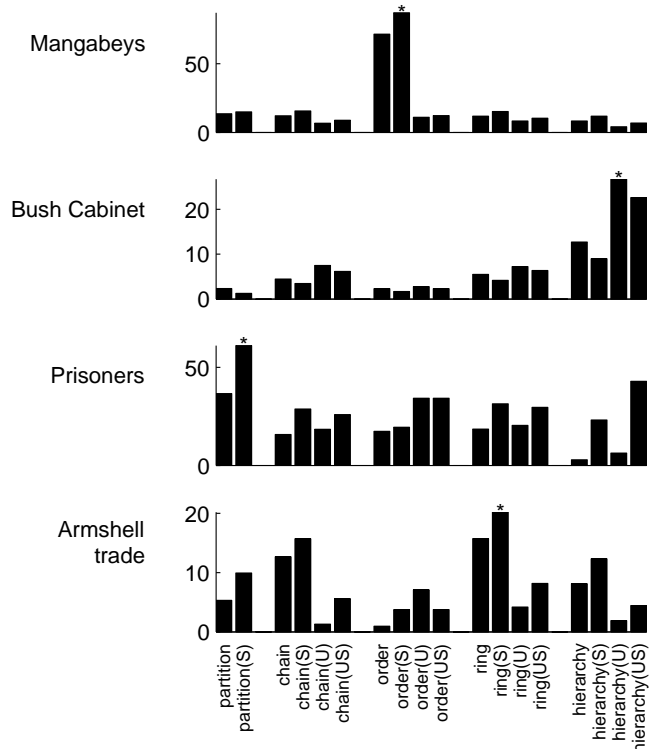 *
Mangabeys
50
0
*
Bush Cabinet
20
10
0
*
Prisoners
50
0
*
Armshell
trade
20
10
0
partition
partition(S)
chain
chain(S)
chain(U)
chain(US)
order
order(S)
order(U)
order(US)
ring
ring(S)
ring(U)
ring(US)
hierarchy
hierarchy(S)
hierarchy(U)
hierarchy(US)